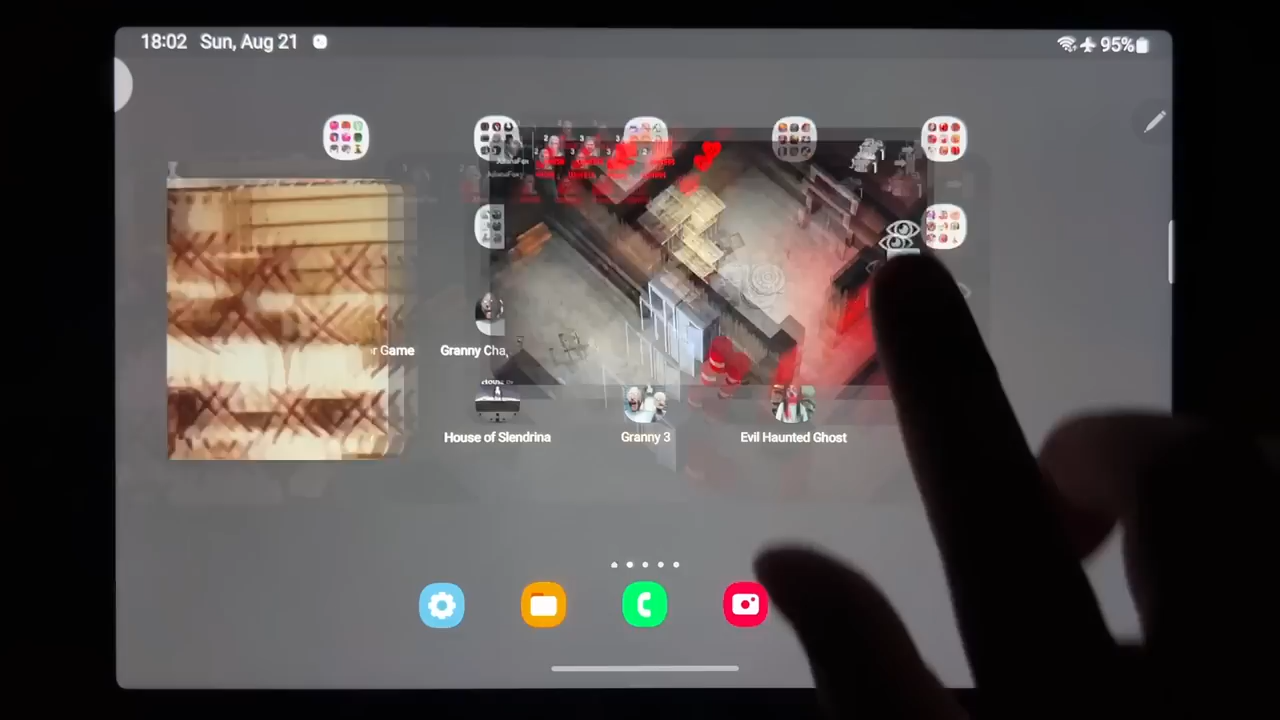 18:02 Sun, Aug 21
95%
r Game
Granny Cha
House of Slendrina
Granny 3
Evil Haunted Ghost